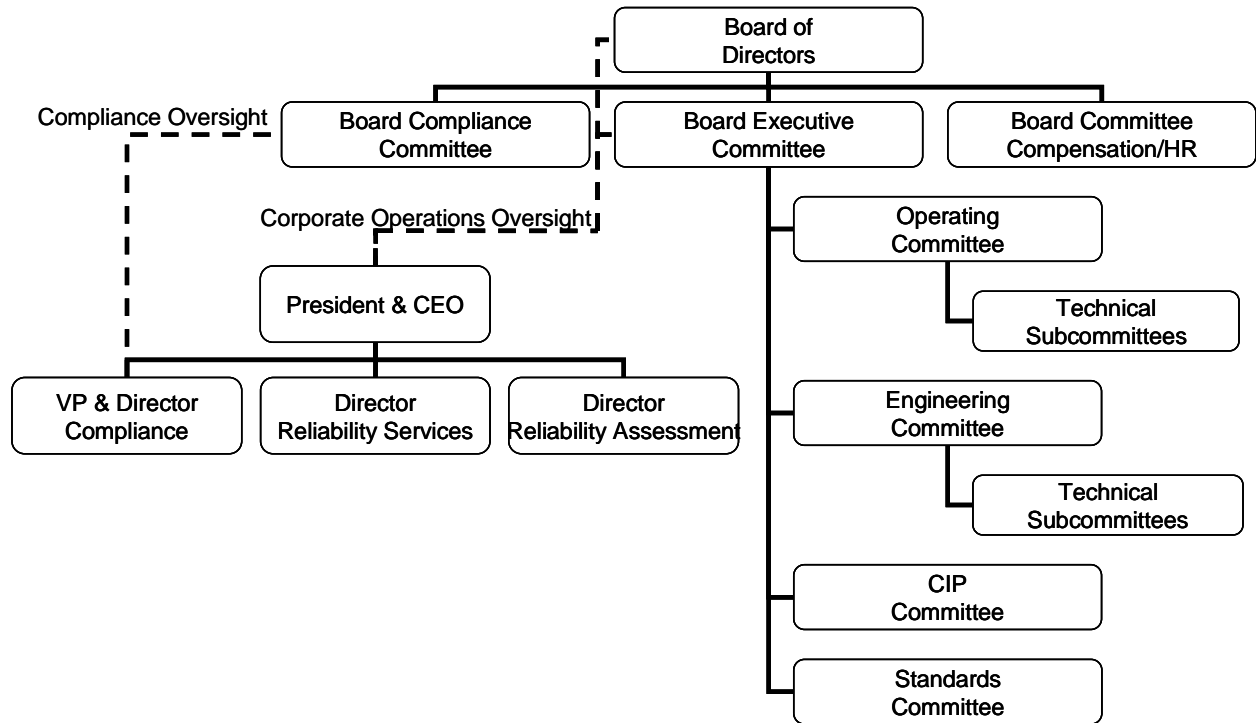 Board of
Directors
Compliance Oversight
Board Compliance
Committee
Board Executive
Committee
Board Committee
Compensation/HR
Corporate Operations Oversight
Operating
Committee
President & CEO
Technical
Subcommittees
VP & Director
Compliance
Director
Reliability Services
Director
Reliability Assessment
Engineering
Committee
Technical
Subcommittees
CIP
Committee
Standards
Committee